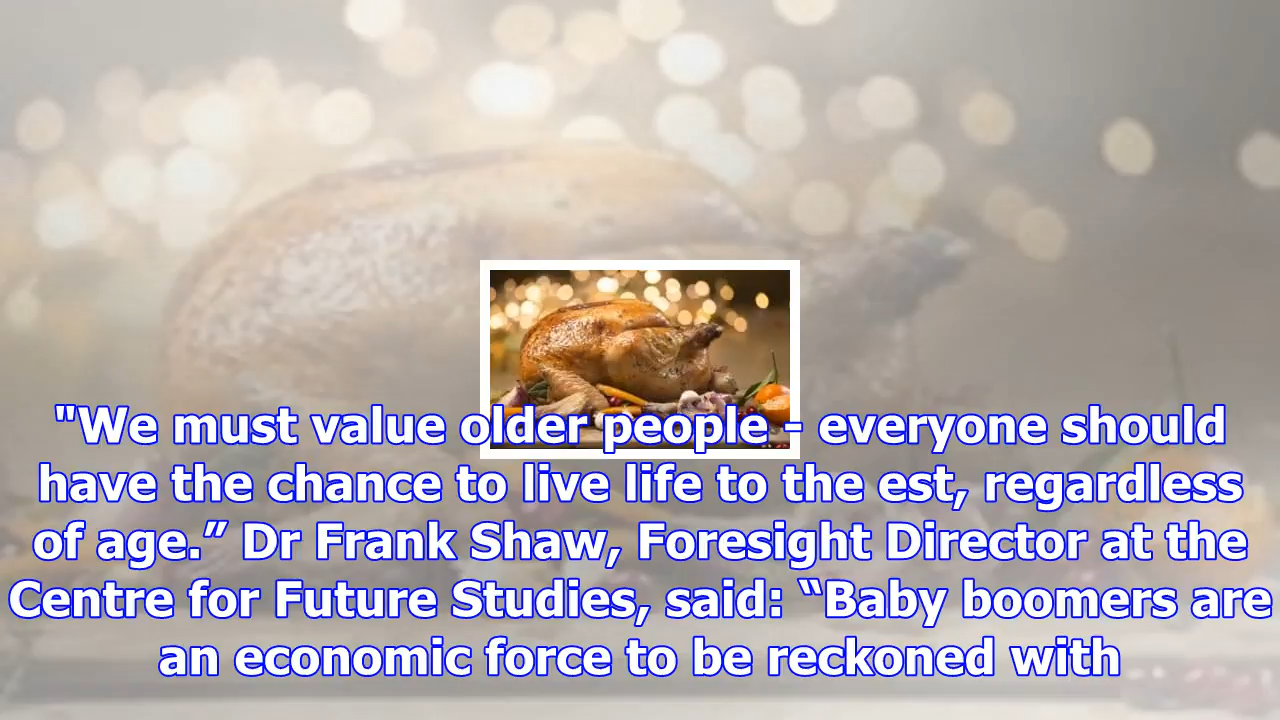 "We must value older people - everyone should
have the chance to live life to the est, regardless
of age.” Dr Frank Shaw, Foresight Director at the
Centre for Future Studies, said: “Baby boomers are
an economic force to be reckoned with